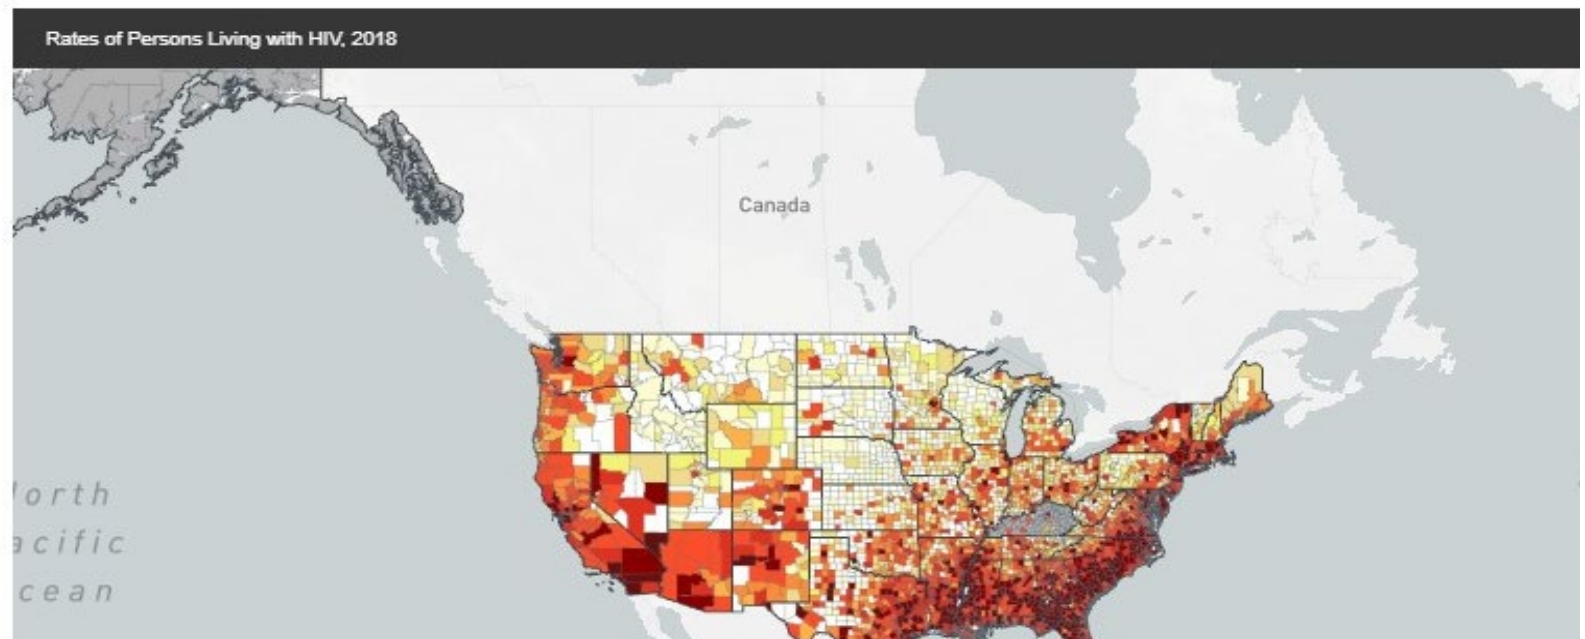 Rates of Persons Living with HIV, 2018
Canada
orth
acific
cean